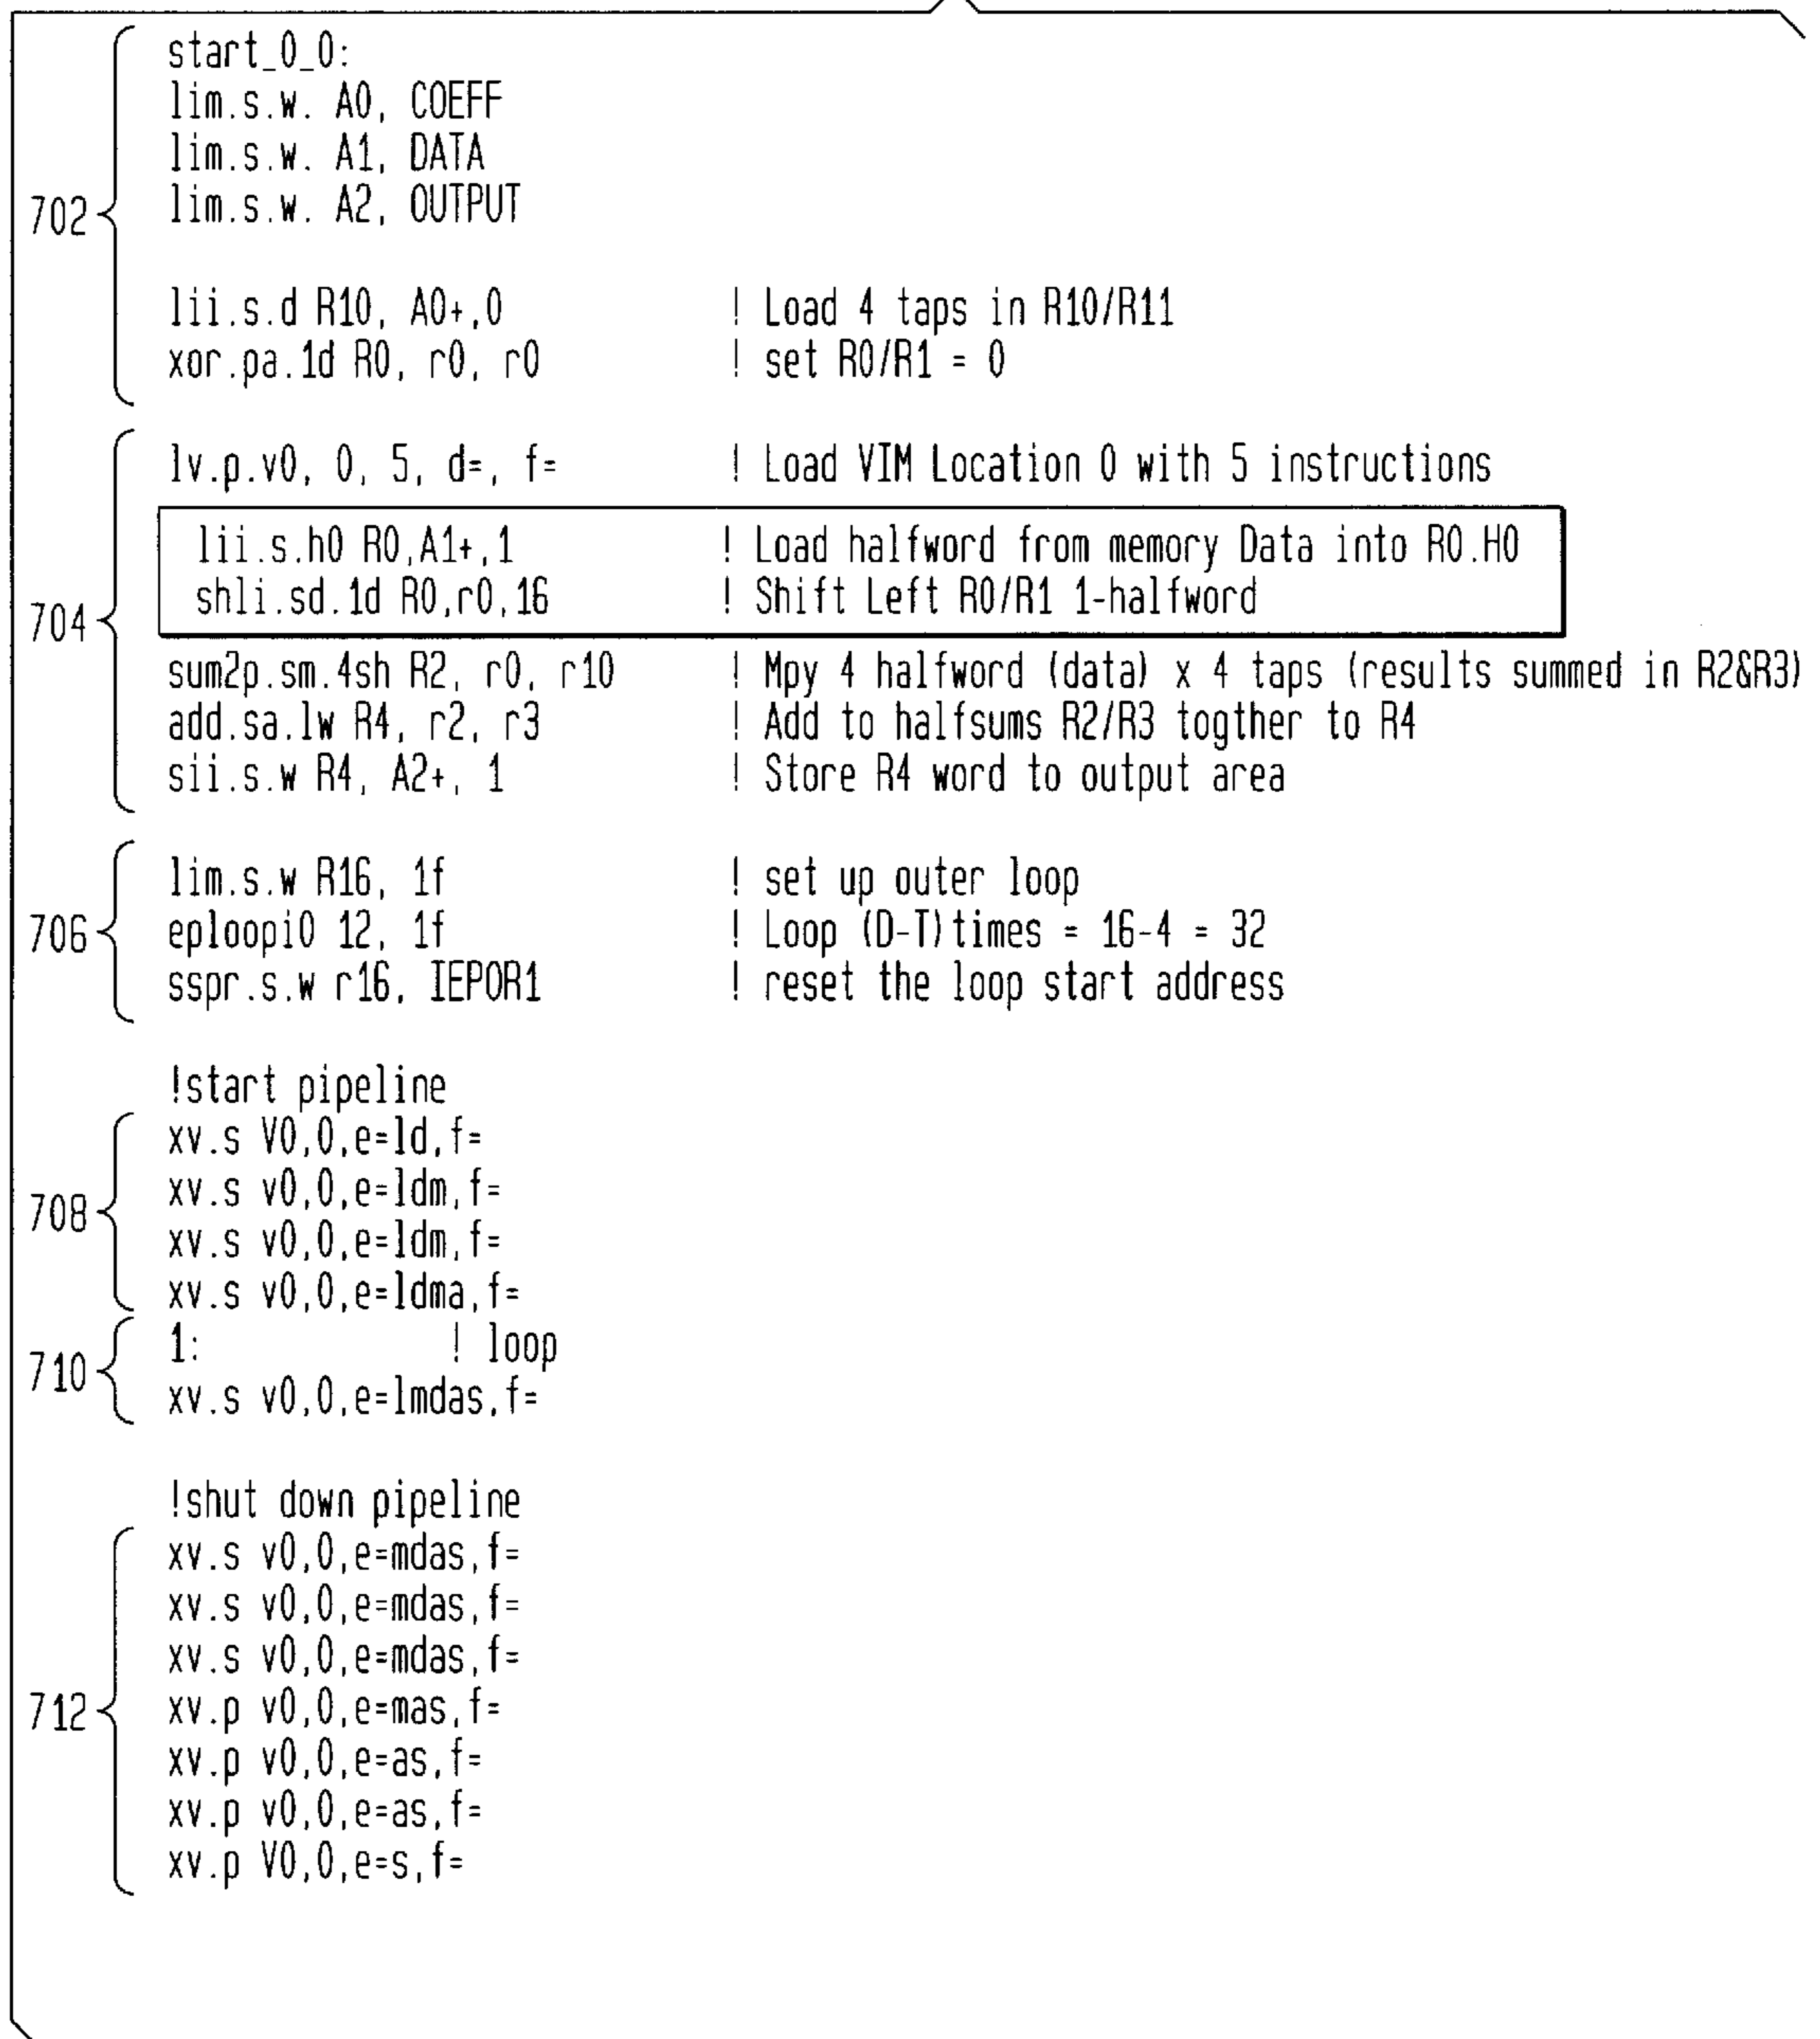 start_0_0:
lim.s.w. A0, COEFF
lim.s.w. A1, DATA
lim.s.w. A2, OUTPUT
702
lii.s.d R10, A0+,0 ! Load 4 taps in R10/R11
xor.pa.1d R0, r0, r0 ! set R0/R1 = 0
lv.p.v0, 0, 5, d=, f= ! Load VIM Location 0 with 5 instructions
lii.s.h0 R0,A1+,1 ! Load halfword from memory Data into R0.H0
shli.sd.1d R0,r0,16 ! Shift Left R0/R1 1-halfword
704
sum2p.sm.4sh R2, r0, r10 ! Mpy 4 halfword (data) x 4 taps (results summed in R2&R3)
add.sa.lw R4, r2, r3 ! Add to halfsums R2/R3 togther to R4
sii.s.w R4, A2+, 1 ! Store R4 word to output area
lim.s.w R16, 1f ! set up outer loop
706 eploopi0 12, 1f ! Loop (D-T)times = 16-4 = 32
sspr.s.w r16, IEPOR1 ! reset the loop start address
!start pipeline
xv.s V0,0,e=ld,f=
xv.s v0,0,e=ldm,f=
708
xv.s v0,0,e=ldm,f=
xv.s v0,0,e=ldma,f=
1: ! loop
710
xv.s v0,0,e=lmdas,f=
!shut down pipeline
xv.s v0,0,e=mdas,f=
xv.s v0,0,e=mdas,f=
xv.s v0,0,e=mdas,f=
712 xv.p v0,0,e=mas,f=
xv.p v0,0,e=as,f=
xv.p v0,0,e=as,f=
xv.p V0,0,e=s,f=